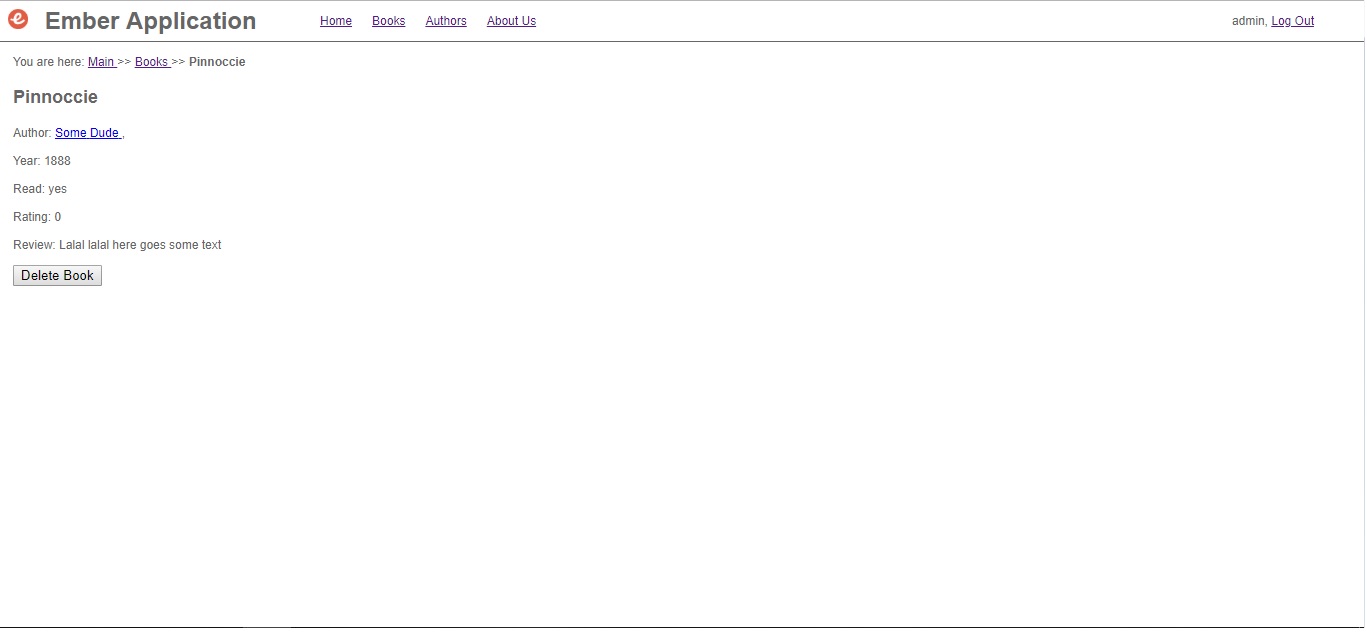 Ember Application Home Books Authors About Us admin, Log Out
You are here: Main >> Books >> Pinnoccie
Pinnoccie
Author: Some Dude ,
Year: 1888
Read: yes
Rating: 0
Review: Lalal lalal here goes some text
Delete Book